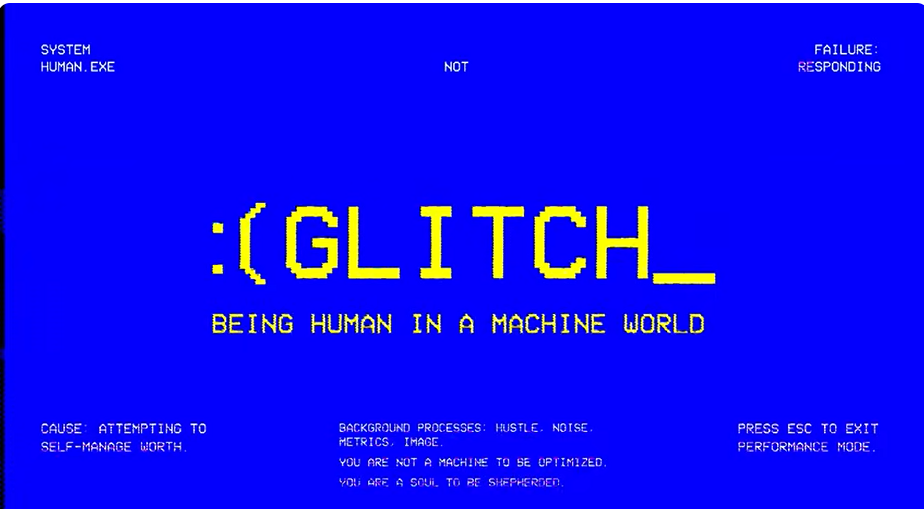 SYSTEM
HUMAN.EXE
NOT
FAILURE:
RESPONDING
:(GLITCH_
BEING HUMAN IN A MACHINE WORLD
CAUSE: ATTEMPTING TO
SELF-MANAGE WORTH.
BACKGROUND PROCESSES: HUSTLE. NOISE.
METRICS. IMAGE.
YOU ARE NOT A MACHINE TO BE OPTIMIZED.
YOU ARE A SOUL TO BE SHEPHERDED.
PRESS ESC TO EXIT
PERFORMANCE MODE.